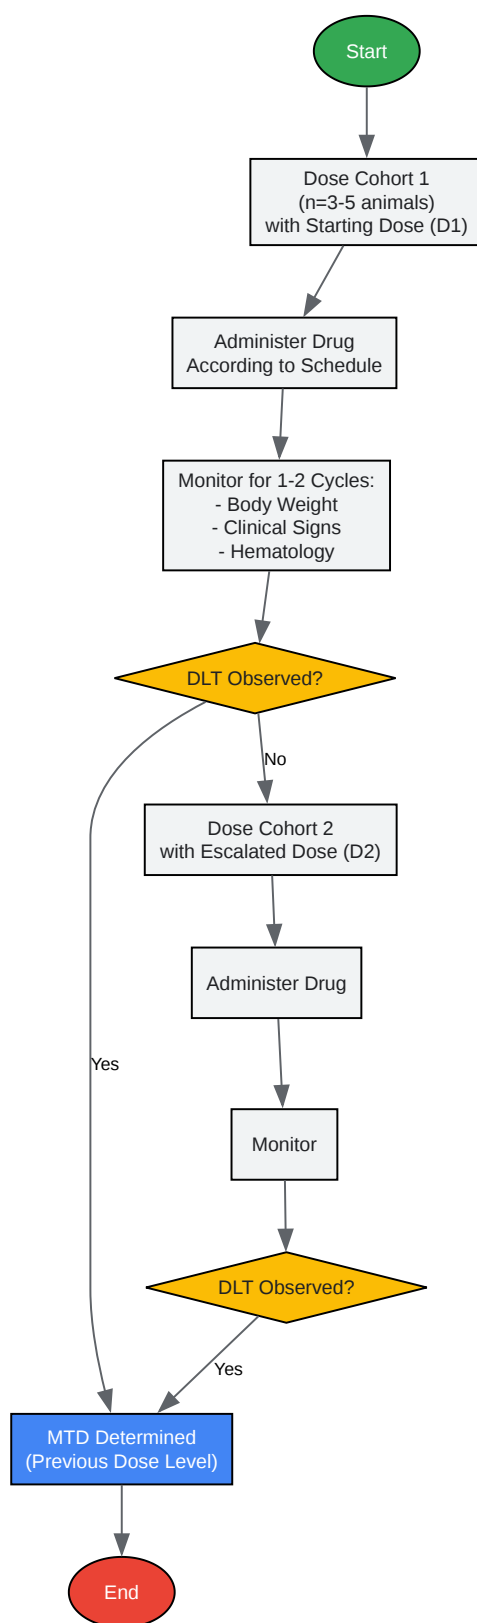 Start
Dose Cohort 1
(n=3-5 animals)
with Starting Dose (D1)
Administer Drug
According to Schedule
Monitor for 1-2 Cycles:
- Body Weight
- Clinical Signs
- Hematology
DLT Observed?
No
Dose Cohort 2
with Escalated Dose (D2)
Administer Drug
Yes
Monitor
DLT Observed?
Yes
MTD Determined
(Previous Dose Level)
End